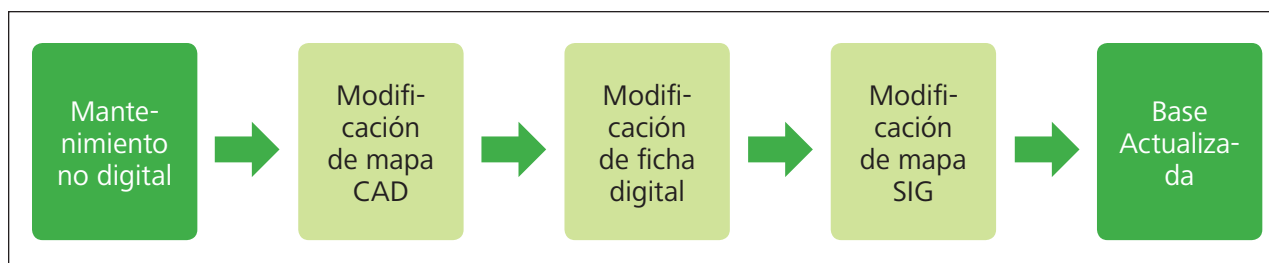 Mante-
nimiento
no digital
Modifi-
cación
de mapa
CAD
Modifi-
cación
de ficha
digital
Modifi-
cación
de mapa
SIG
Base
Actualiza-
da